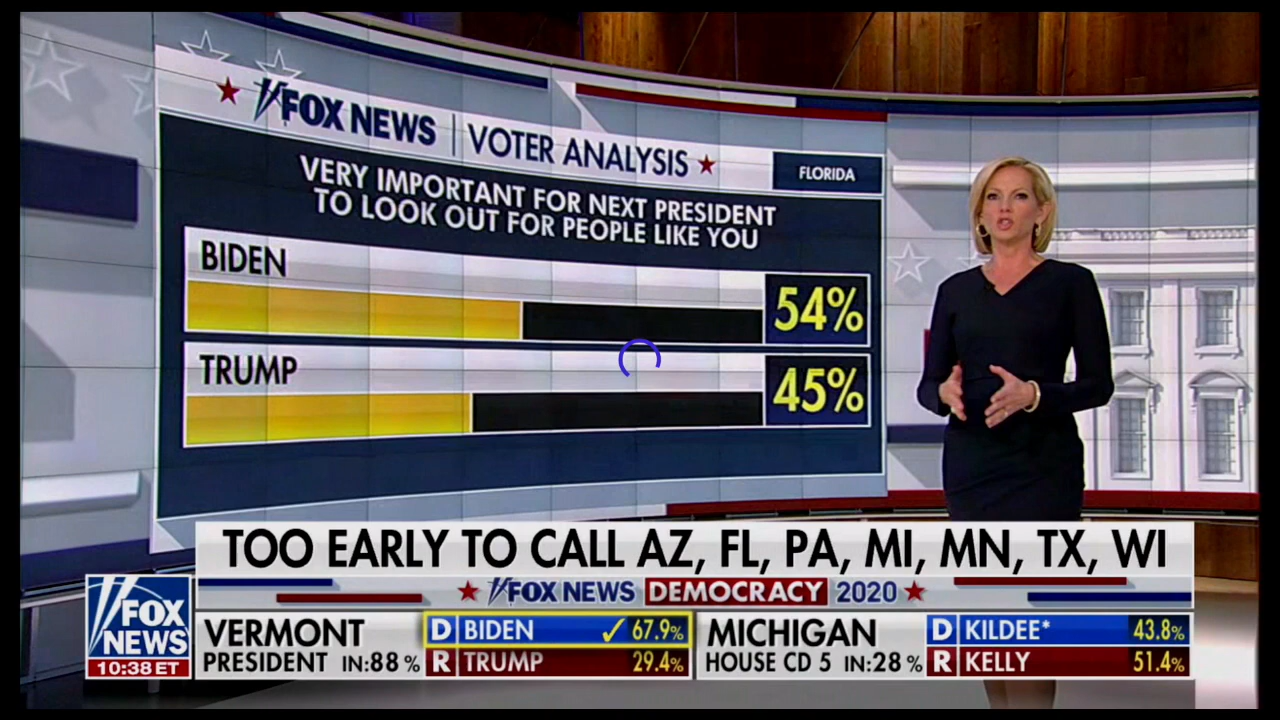 FOX NEWS | VOTER ANALYSIS
FLORIDA
VERY IMPORTANT FOR NEXT PRESIDENT
TO LOOK OUT FOR PEOPLE LIKE YOU
BIDEN
54%
TRUMP
45%
TOO EARLY TO CALL AZ, FL, PA, MI, MN, TX, WI
FOX NEWS DEMOCRACY 2020
FOX
NEWS
10:38 ET
VERMONT
PRESIDENT IN:88%
D BIDEN ✓ 67.9%
R TRUMP 29.4%
MICHIGAN
HOUSE CD 5 IN:28%
D KILDEE* 43.8%
R KELLY 51.4%